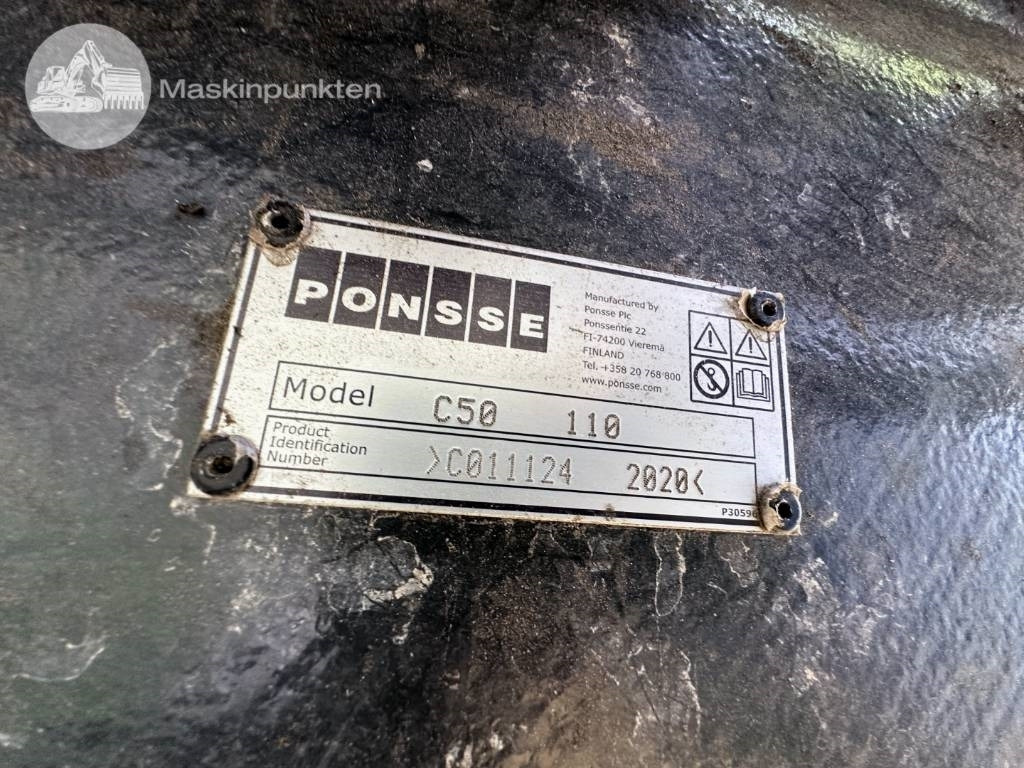 Maskinpunkten
PONSSE
Manufactured by
Ponsse Plc
Ponssentie 22
FI-74200 Vieremä
FINLAND
Tel. +358 20 768 800
www.ponsse.com
Model C50 110
Product
Identification
Number >C011124 2020<